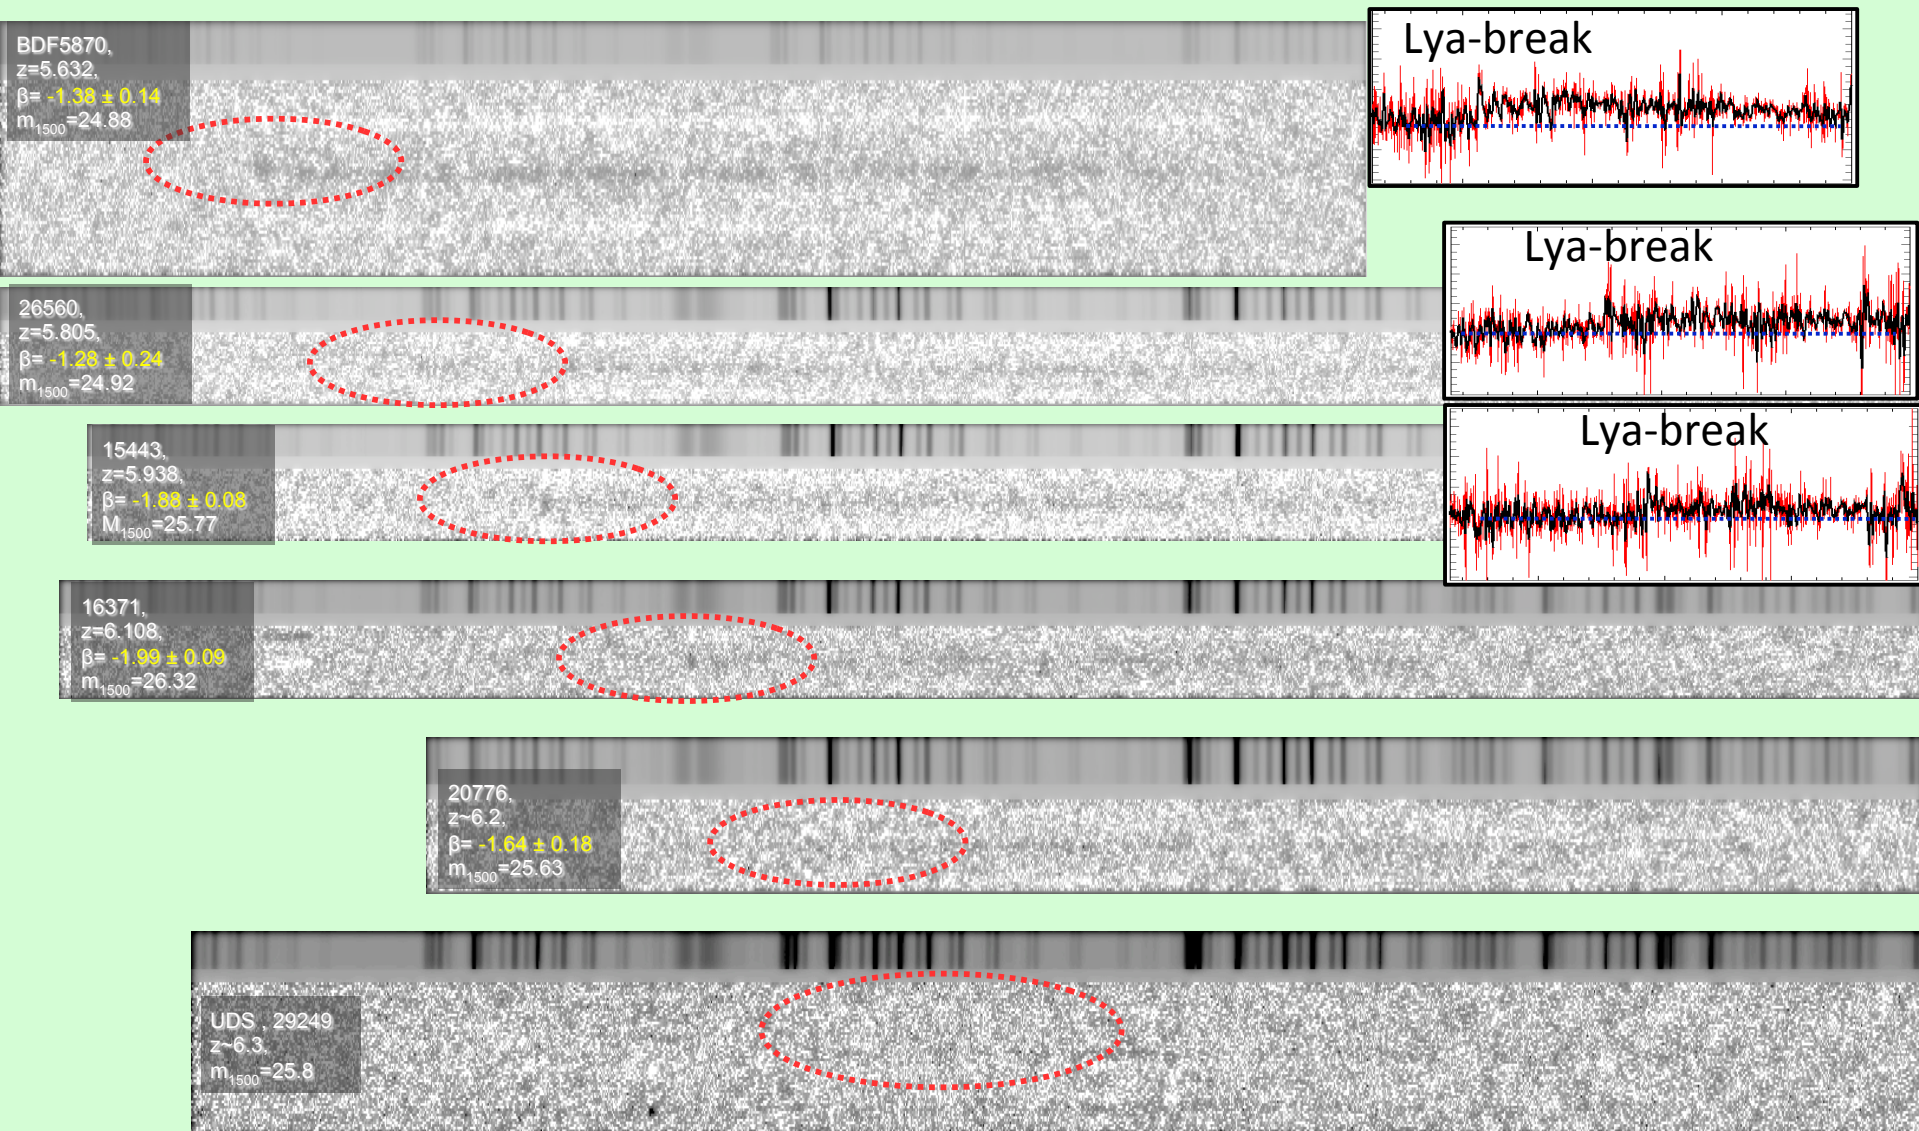 BDF5870,
z=5.632,
β= -1.38 ± 0.14
m1500=24.88
Lya-break
26560,
z=5.805,
β= -1.28 ± 0.24
m1500=24.92
Lya-break
15443,
z=5.938,
β= -1.88 ± 0.08
M1500=25.77
Lya-break
16371,
z=6.108,
β= -1.99 ± 0.09
m1500=26.32
20776,
z~6.2,
β= -1.64 ± 0.18
m1500=25.63
UDS , 29249
z~6.3,
m1500=25.8